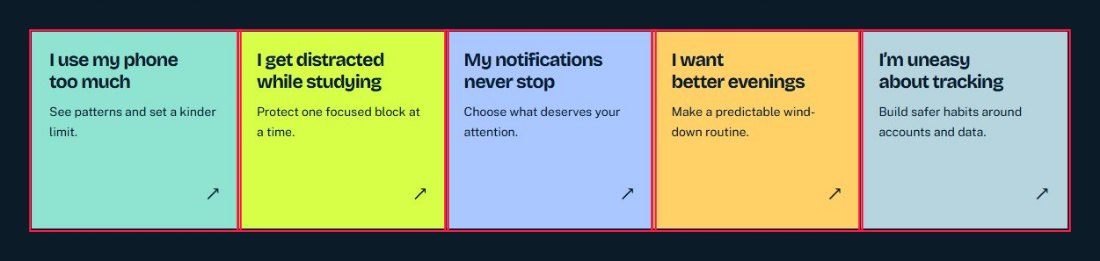 I use my phone
too much
See patterns and set a kinder
limit.
I get distracted
while studying
Protect one focused block at
a time.
My notifications
never stop
Choose what deserves your
attention.
I want
better evenings
Make a predictable wind-
down routine.
I'm uneasy
about tracking
Build safer habits around
accounts and data.